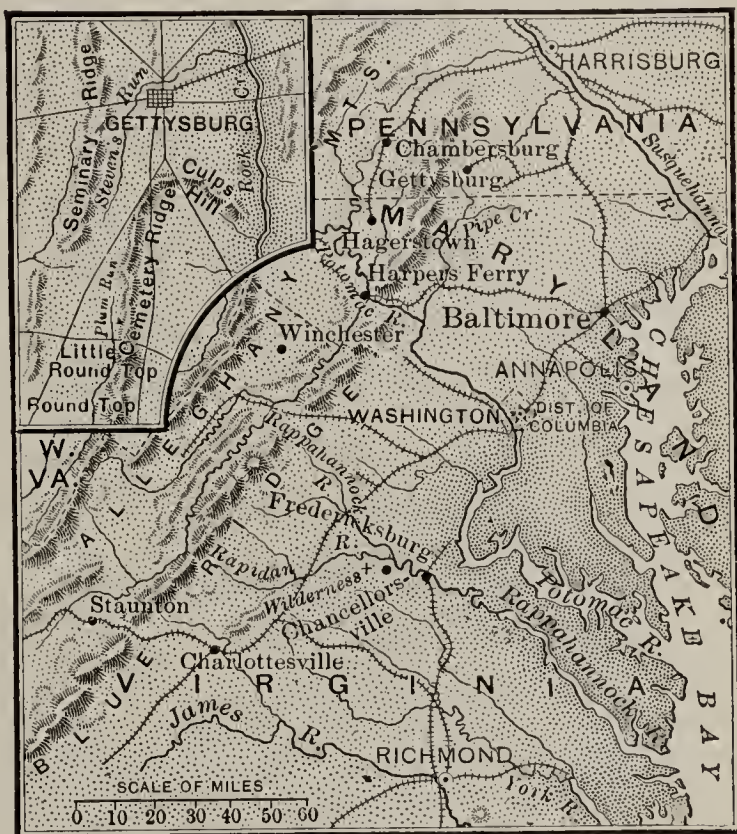 Seminary Ridge
Stevens Run
GETTYSBURG
Rock Cr.
Culps Hill
Cemetery Ridge
Plum Run
Little
Round Top
Round Top
HARRISBURG
MTS.
PENNSYLVANIA
Chambersburg
Gettysburg
Susquehanna
R.
MARYLAND
Pipe Cr.
Hagerstown
Harpers Ferry
Potomac R.
Winchester
Baltimore
ANNAPOLIS
CHESAPEAKE BAY
WASHINGTON
DIST. OF
COLUMBIA
W.
VA.
ALLEGHANY
BLUE RIDGE
Rappahannock
R.
Fredericksburg
Rapidan R.
Wilderness
Chancellors-
ville
Potomac R.
Rappahannock R.
Staunton
Charlottesville
VIRGINIA
James R.
RICHMOND
York R.
SCALE OF MILES
0 10 20 30 40 50 60